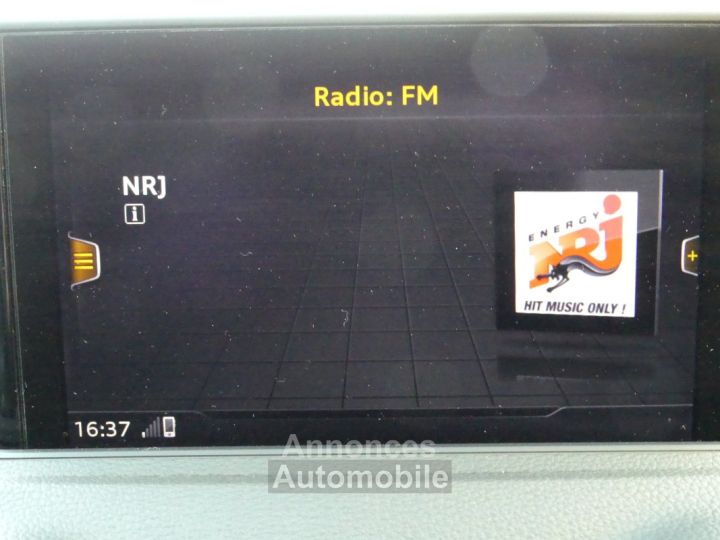 Radio: FM
NRJ
i
ENERGY
NRJ
HIT MUSIC ONLY !
16:37
Annonces
Automobile